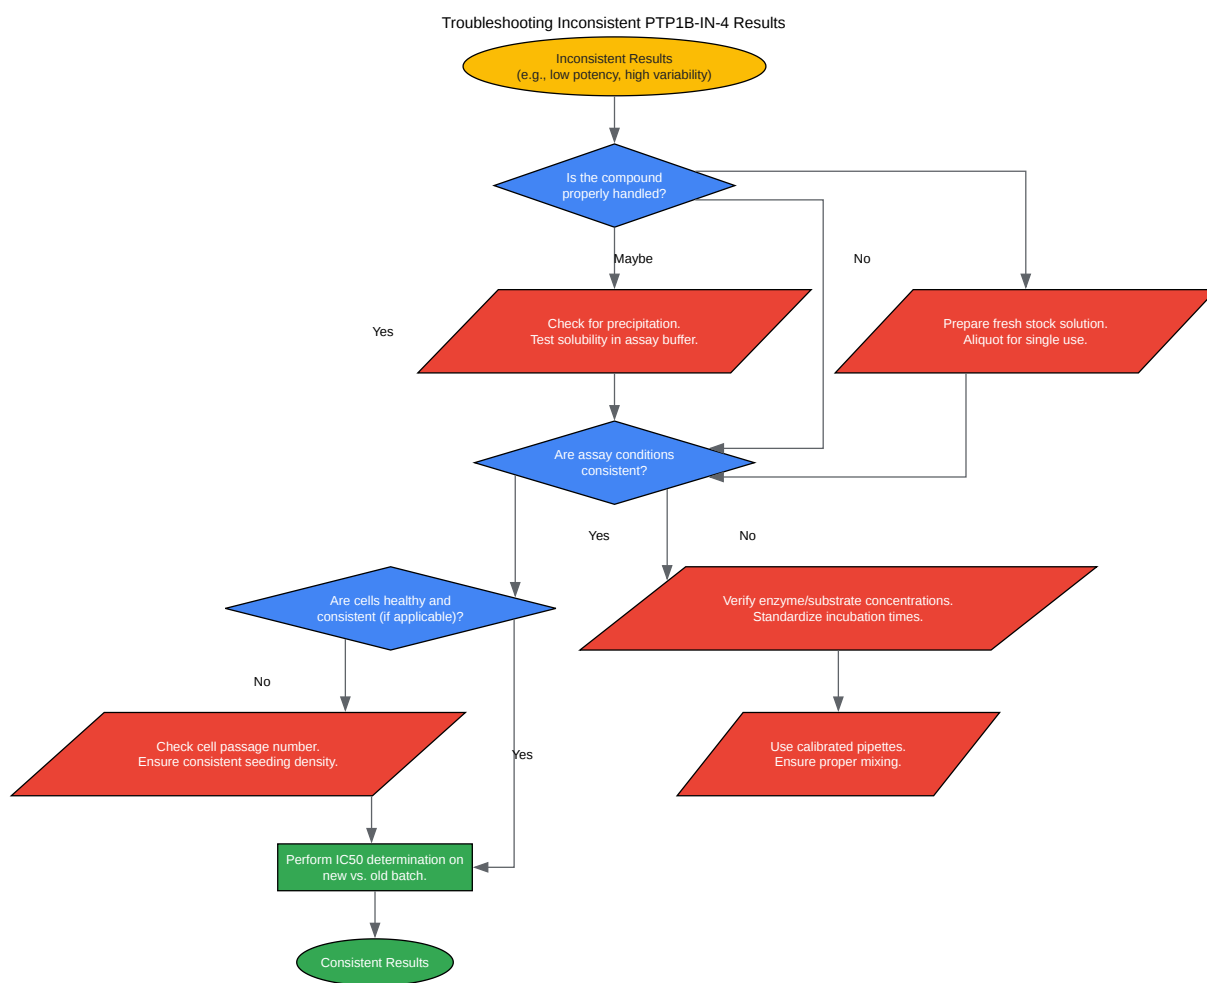 Troubleshooting Inconsistent PTP1B-IN-4 Results
Inconsistent Results
(e.g., low potency, high variability)
Is the compound
properly handled?
Maybe
No
Check for precipitation.
Test solubility in assay buffer.
Prepare fresh stock solution.
Aliquot for single use.
Yes
Are assay conditions
consistent?
Yes
No
Are cells healthy and
consistent (if applicable)?
Verify enzyme/substrate concentrations.
Standardize incubation times.
No
Check cell passage number.
Ensure consistent seeding density.
Yes
Use calibrated pipettes.
Ensure proper mixing.
Perform IC50 determination on
new vs. old batch.
Consistent Results